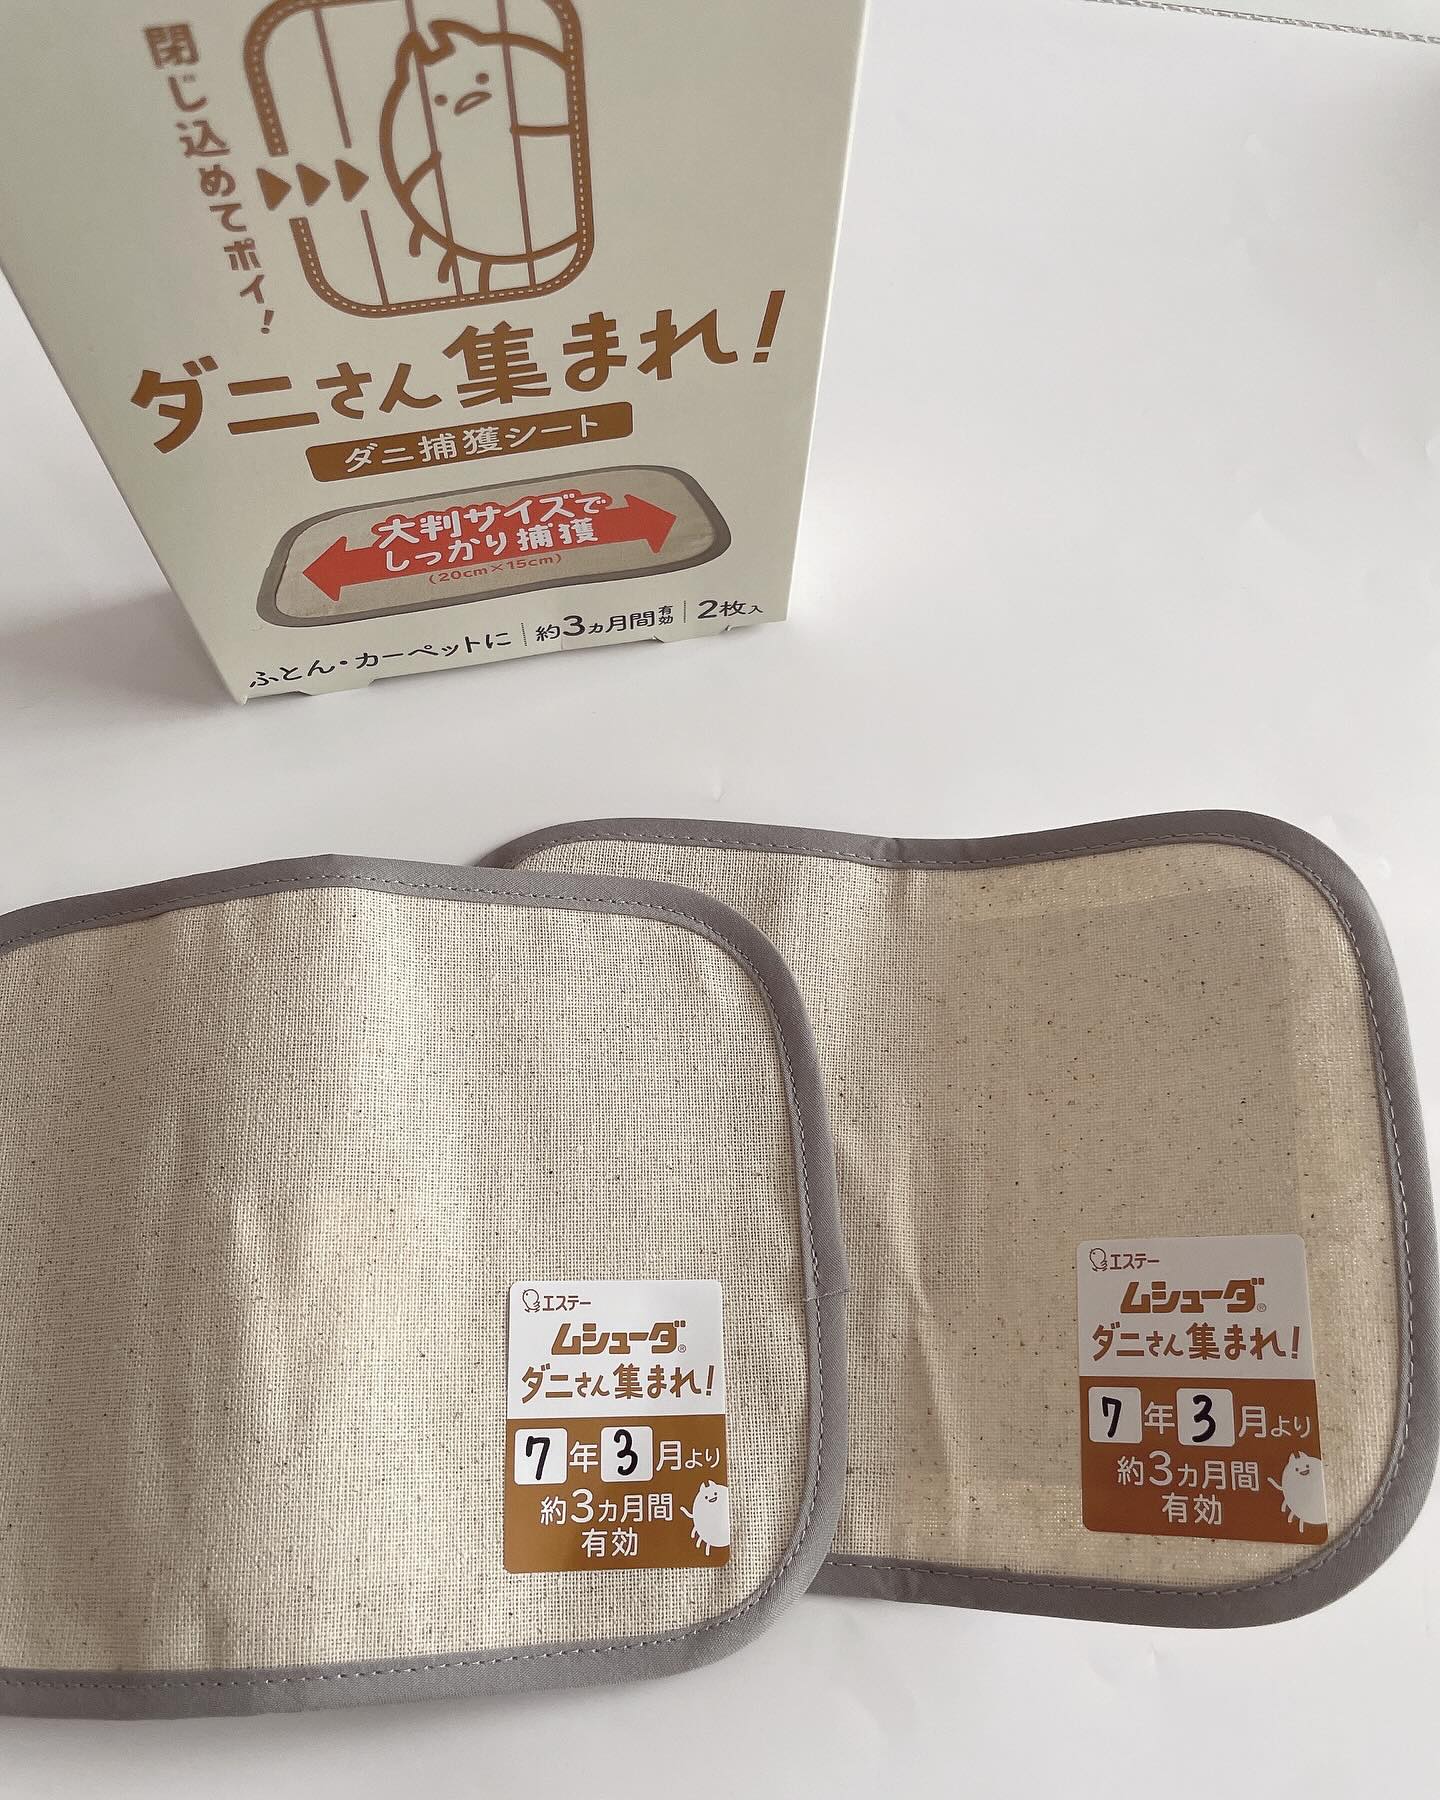 閉じ込めてポイ!
ダニさん集まれ!
ダニ捕獲シート
大判サイズで
しっかり捕獲
(20cm×15cm)
ふとん・カーペットに 約3ヵ月間有効 2枚入
エステー
ムシューダ®
ダニさん集まれ!
7年3月より
約3ヵ月間
有効
エステー
ムシューダ®
ダニさん集まれ!
7年3月より
約3ヵ月間
有効